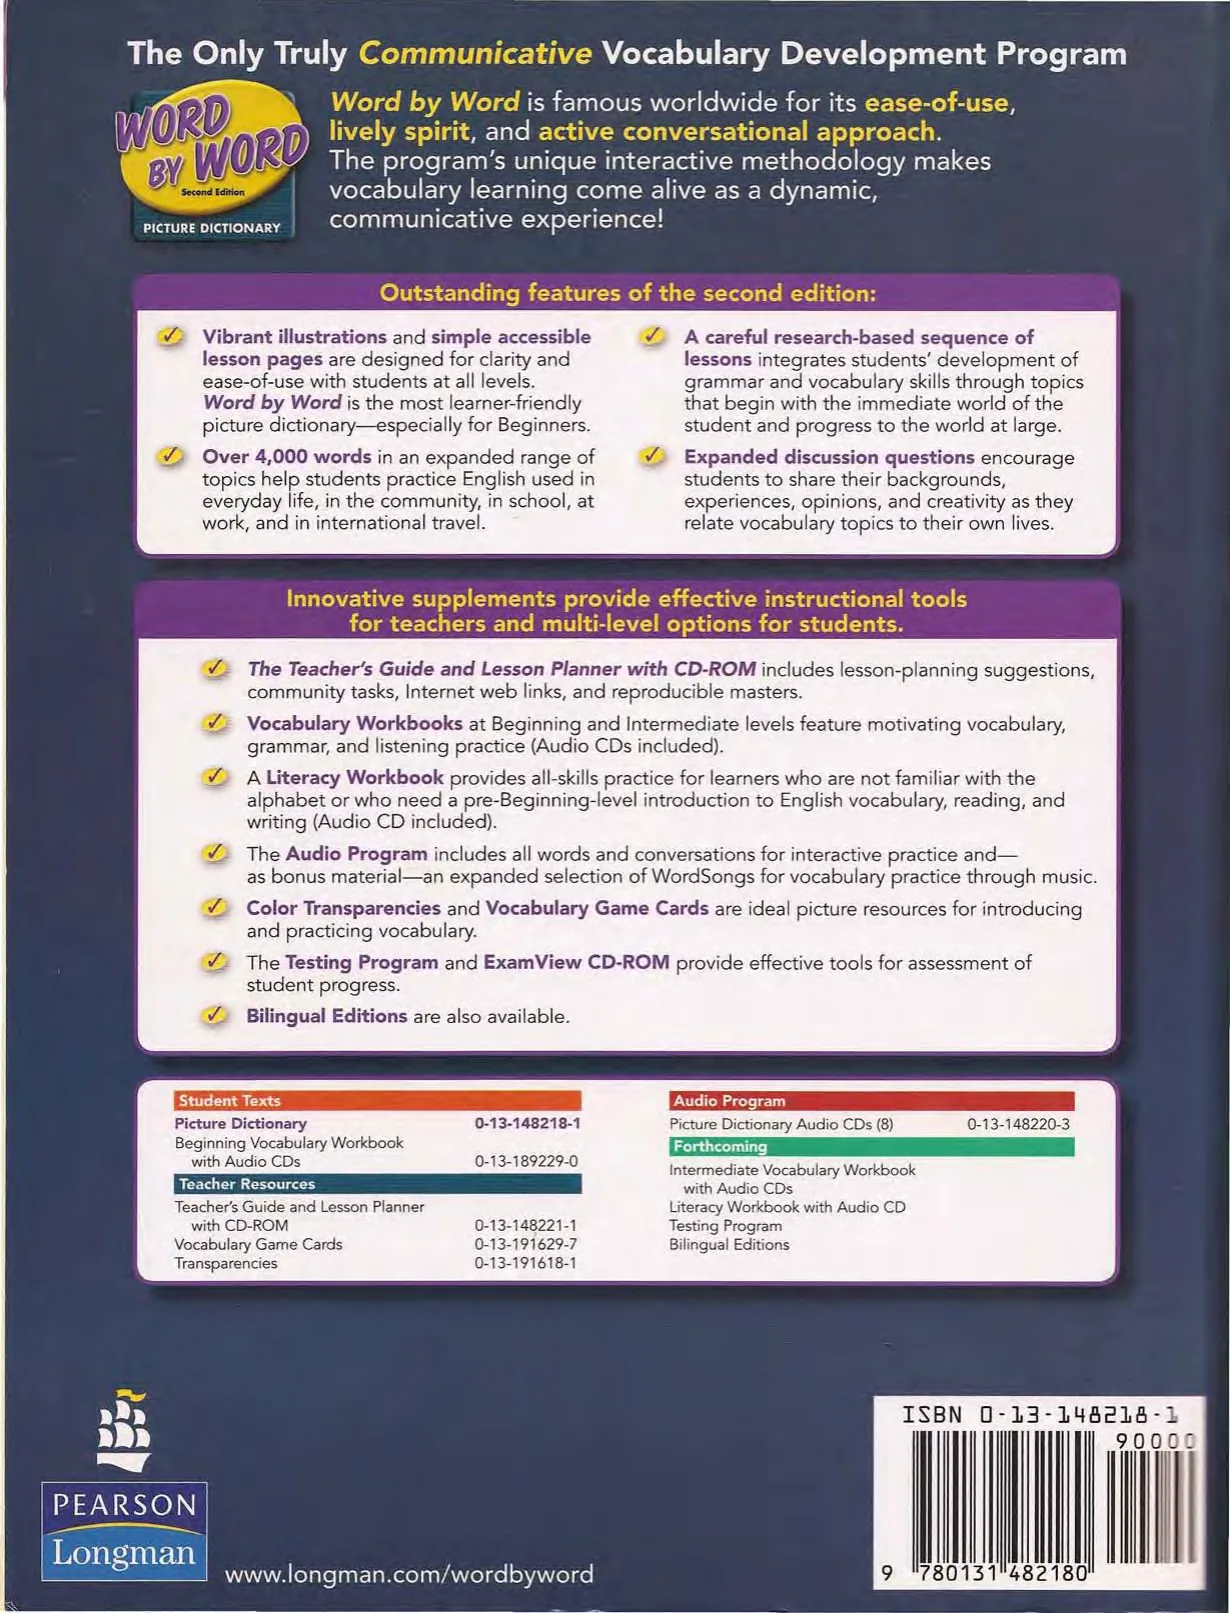 The Only Truly Communicative Vocabulary Development Program
WORD
BY WORD
Second Edition
PICTURE DICTIONARY
Word by Word is famous worldwide for its ease-of-use,
lively spirit, and active conversational approach.
The program's unique interactive methodology makes
vocabulary learning come alive as a dynamic,
communicative experience!
Outstanding features of the second edition:
✓ Vibrant illustrations and simple accessible
lesson pages are designed for clarity and
ease-of-use with students at all levels.
Word by Word is the most learner-friendly
picture dictionary—especially for Beginners.
✓ Over 4,000 words in an expanded range of
topics help students practice English used in
everyday life, in the community, in school, at
work, and in international travel.
✓ A careful research-based sequence of
lessons integrates students' development of
grammar and vocabulary skills through topics
that begin with the immediate world of the
student and progress to the world at large.
✓ Expanded discussion questions encourage
students to share their backgrounds,
experiences, opinions, and creativity as they
relate vocabulary topics to their own lives.
Innovative supplements provide effective instructional tools
for teachers and multi-level options for students.
✓ The Teacher's Guide and Lesson Planner with CD-ROM includes lesson-planning suggestions,
community tasks, Internet web links, and reproducible masters.
✓ Vocabulary Workbooks at Beginning and Intermediate levels feature motivating vocabulary,
grammar, and listening practice (Audio CDs included).
✓ A Literacy Workbook provides all-skills practice for learners who are not familiar with the
alphabet or who need a pre-Beginning-level introduction to English vocabulary, reading, and
writing (Audio CD included).
✓ The Audio Program includes all words and conversations for interactive practice and—
as bonus material—an expanded selection of WordSongs for vocabulary practice through music.
✓ Color Transparencies and Vocabulary Game Cards are ideal picture resources for introducing
and practicing vocabulary.
✓ The Testing Program and ExamView CD-ROM provide effective tools for assessment of
student progress.
✓ Bilingual Editions are also available.
Student Texts
Picture Dictionary 0-13-148218-1
Beginning Vocabulary Workbook
with Audio CDs 0-13-189229-0
Teacher Resources
Teacher's Guide and Lesson Planner
with CD-ROM 0-13-148221-1
Vocabulary Game Cards 0-13-191629-7
Transparencies 0-13-191618-1
Audio Program
Picture Dictionary Audio CDs (8) 0-13-148220-3
Forthcoming
Intermediate Vocabulary Workbook
with Audio CDs
Literacy Workbook with Audio CD
Testing Program
Bilingual Editions
PEARSON
Longman
www.longman.com/wordbyword
ISBN 0-13-148218-1
90000
9 780131 482180